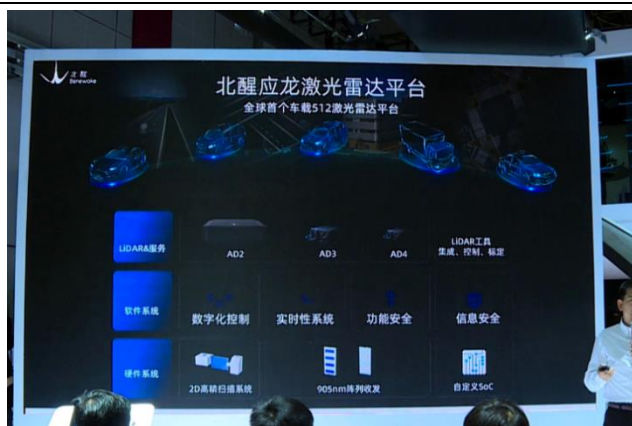 北醒
Benewake
北醒应龙激光雷达平台
全球首个车载512激光雷达平台
LiDAR&服务
AD2
AD3
AD4
LiDAR工具
集成、控制、标定
软件系统
数字化控制
实时性系统
功能安全
信息安全
硬件系统
2D高帧扫描系统
905nm阵列收发
自定义SoC